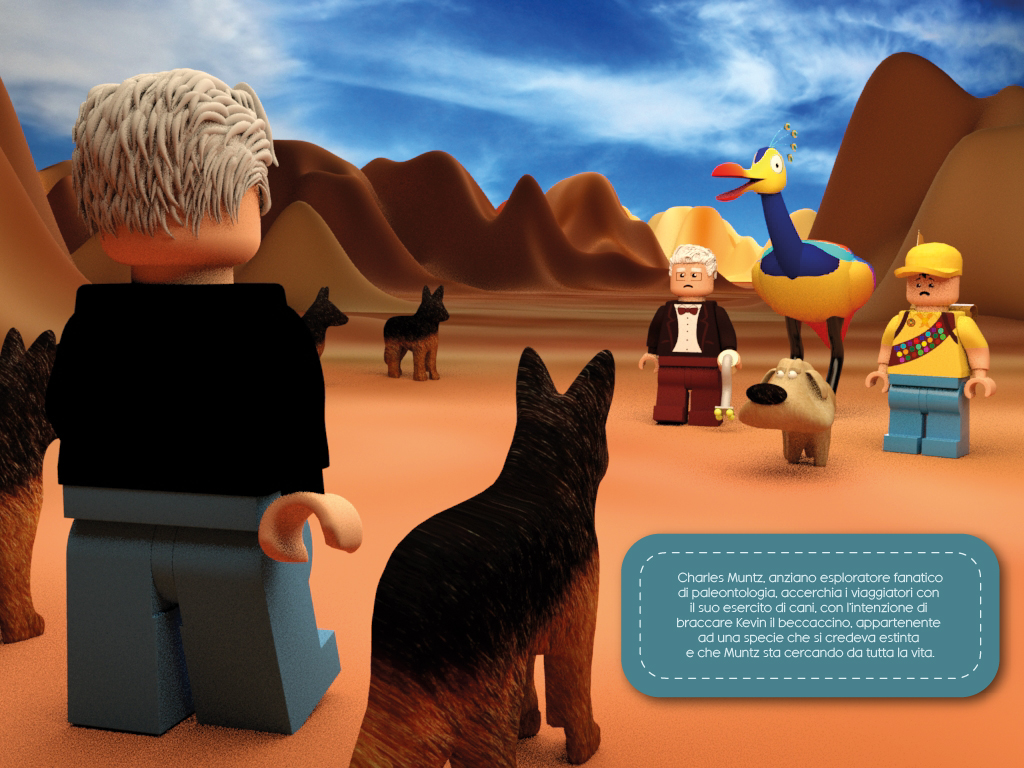 Charles Muntz, anziano esploratore fanatico
di paleontologia, accerchia i viaggiatori con
il suo esercito di cani, con l'intenzione di
braccare Kevin il beccaccino, appartenente
ad una specie che si credeva estinta
e che Muntz sta cercando da tutta la vita.